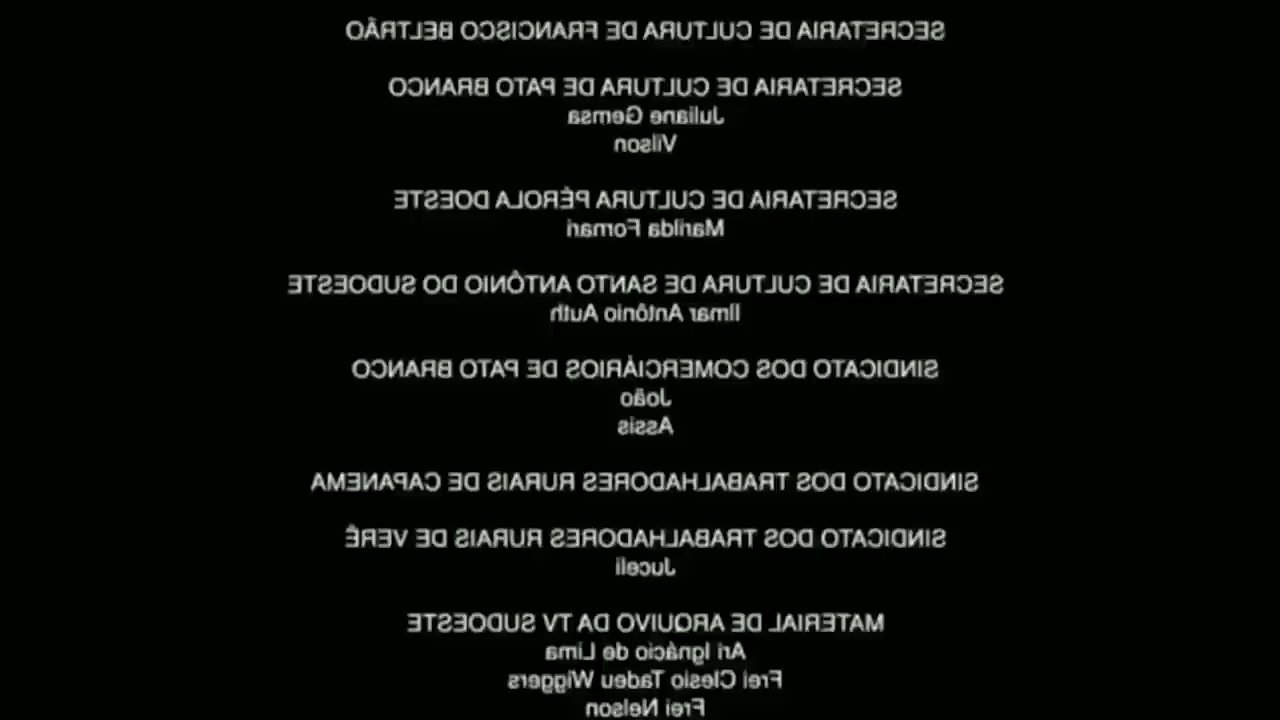 SECRETARIA DE CULTURA DE FRANCISCO BELTRÃO
SECRETARIA DE CULTURA DE PATO BRANCO
Juliane Gemsa
Vilson
SECRETARIA DE CULTURA PÉROLA DOESTE
Marilda Fornari
SECRETARIA DE CULTURA DE SANTO ANTÔNIO DO SUDOESTE
Ilmar Antônio Auth
SINDICATO DOS COMERCIÁRIOS DE PATO BRANCO
João
Assis
SINDICATO DOS TRABALHADORES RURAIS DE CAPANEMA
SINDICATO DOS TRABALHADORES RURAIS DE VERÊ
Juceli
MATERIAL DE ARQUIVO DA TV SUDOESTE
Ari Ignácio de Lima
Frei Clesio Tadeu Wiggers
Frei Nelson